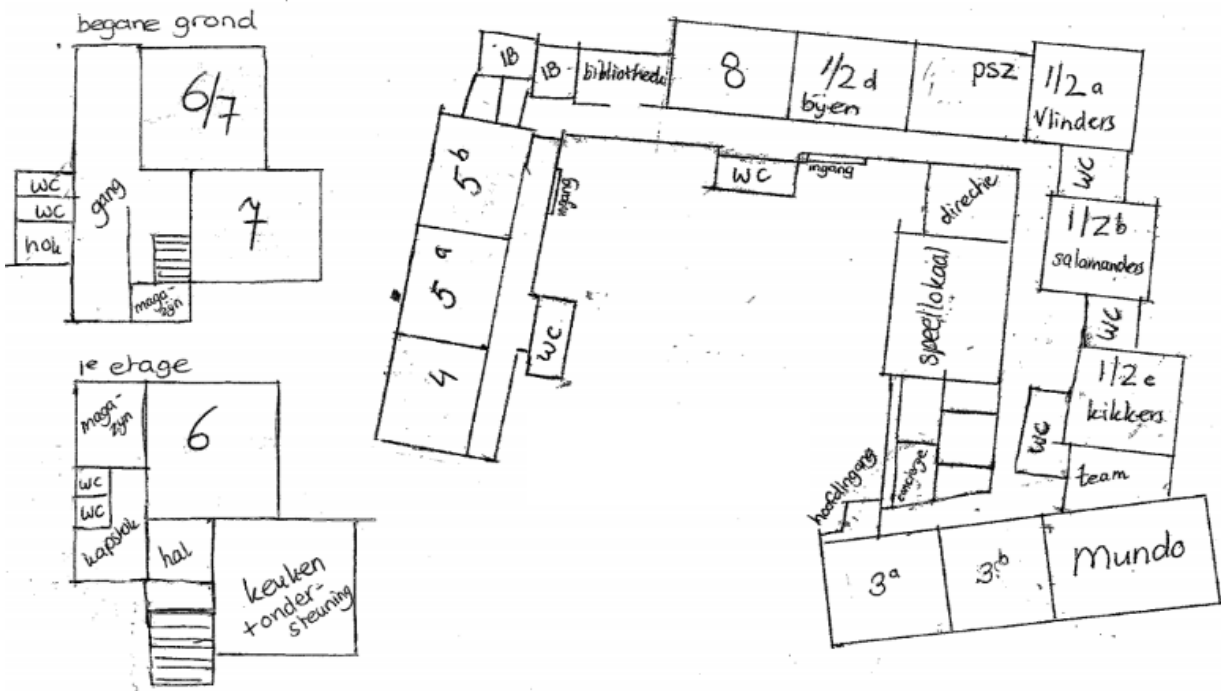 begane grond
6/7
WC
WC
hok
gang
7
maga-
zijn
1e etage
maga-
zijn
6
WC
WC
kapstok
hal
keuken
+onder-
steuning
IB
IB
bibliotheek
8
1/2 d
bijen
psz
1/2 a
Vlinders
WC
ingang
WC
5b
ingang
5a
WC
4
directie
1/2 b
salamanders
speellokaal
WC
1/2 e
kikkers
WC
team
hoofdingang
concierge
3a
3b
Mundo